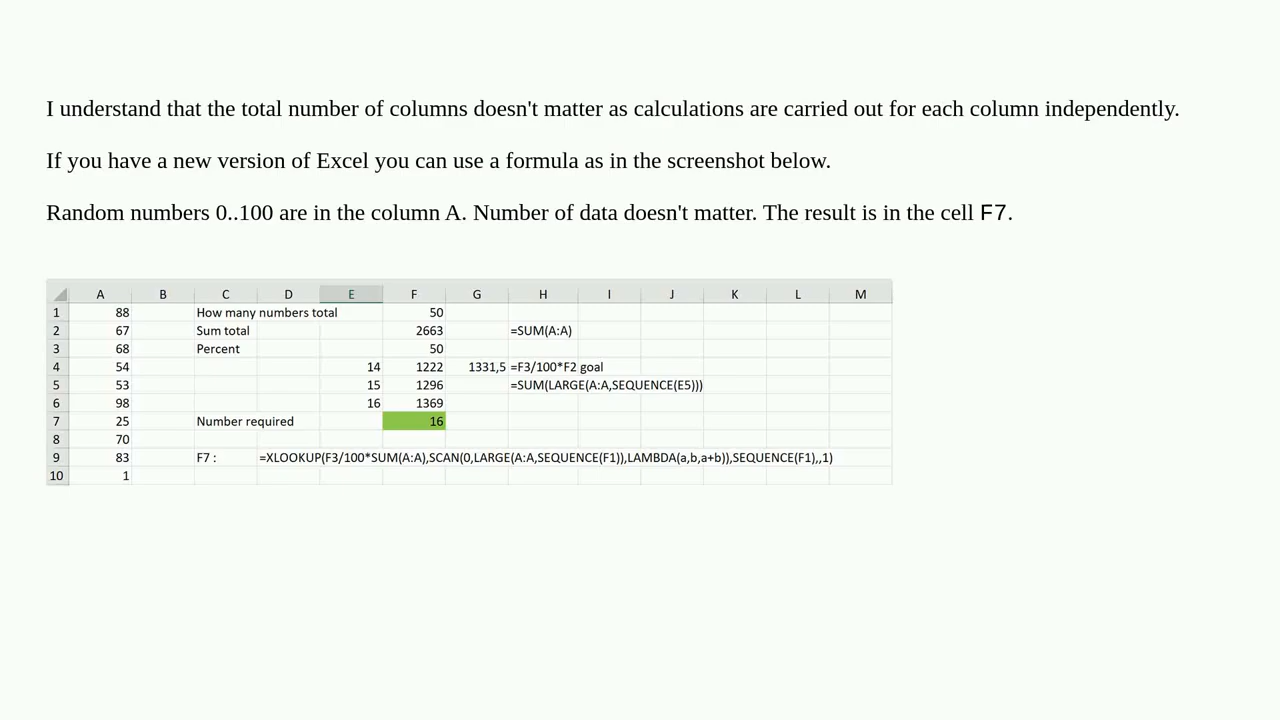 I understand that the total number of columns doesn't matter as calculations are carried out for each column independently.
If you have a new version of Excel you can use a formula as in the screenshot below.
Random numbers 0..100 are in the column A. Number of data doesn't matter. The result is in the cell F7.
A B C D E F G H I J K L M
1 88 How many numbers total 50
2 67 Sum total 2663 =SUM(A:A)
3 68 Percent 50
4 54 14 1222 1331,5 =F3/100*F2 goal
5 53 15 1296 =SUM(LARGE(A:A,SEQUENCE(E5)))
6 98 16 1369
7 25 Number required 16
8 70
9 83 F7 : =XLOOKUP(F3/100*SUM(A:A),SCAN(0,LARGE(A:A,SEQUENCE(F1)),LAMBDA(a,b,a+b)),SEQUENCE(F1),,1)
10 1